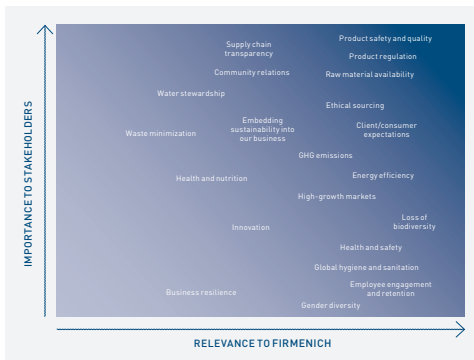 IMPORTANCE TO STAKEHOLDERS
Product safety and quality
Supply chain
transparency
Product regulation
Community relations
Raw material availability
Water stewardship
Ethical sourcing
Embedding
sustainability into
our business
Client/consumer
expectations
Waste minimization
GHG emissions
Health and nutrition
Energy efficiency
High-growth markets
Loss of
biodiversity
Innovation
Health and safety
Global hygiene and sanitation
Employee engagement
and retention
Business resilience
Gender diversity
RELEVANCE TO FIRMENICH